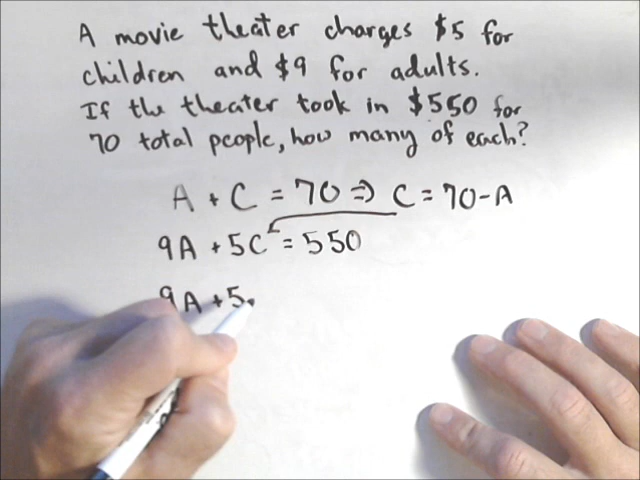 A movie theater charges $5 for
children and $9 for adults.
If the theater took in $550 for
70 total people, how many of each?
A + C = 70 ⇒ C = 70-A
9A + 5C = 550
9A + 5